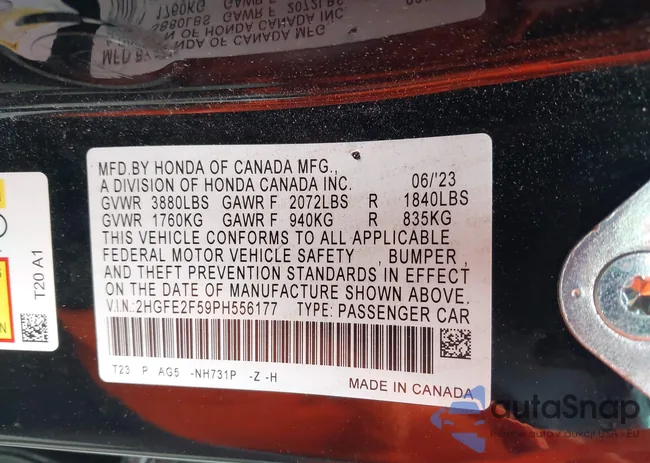 MFD.BY HONDA OF CANADA MFG.,
A DIVISION OF HONDA CANADA INC. 06/'23
GVWR 3880LBS GAWR F 2072LBS R 1840LBS
GVWR 1760KG GAWR F 940KG R 835KG
THIS VEHICLE CONFORMS TO ALL APPLICABLE
FEDERAL MOTOR VEHICLE SAFETY , BUMPER ,
AND THEFT PREVENTION STANDARDS IN EFFECT
ON THE DATE OF MANUFACTURE SHOWN ABOVE.
V.I.N.:2HGFE2F59PH556177 TYPE: PASSENGER CAR
T23 P AG5 -NH731P -Z -H
MADE IN CANADA
T20 A1
autoSnap